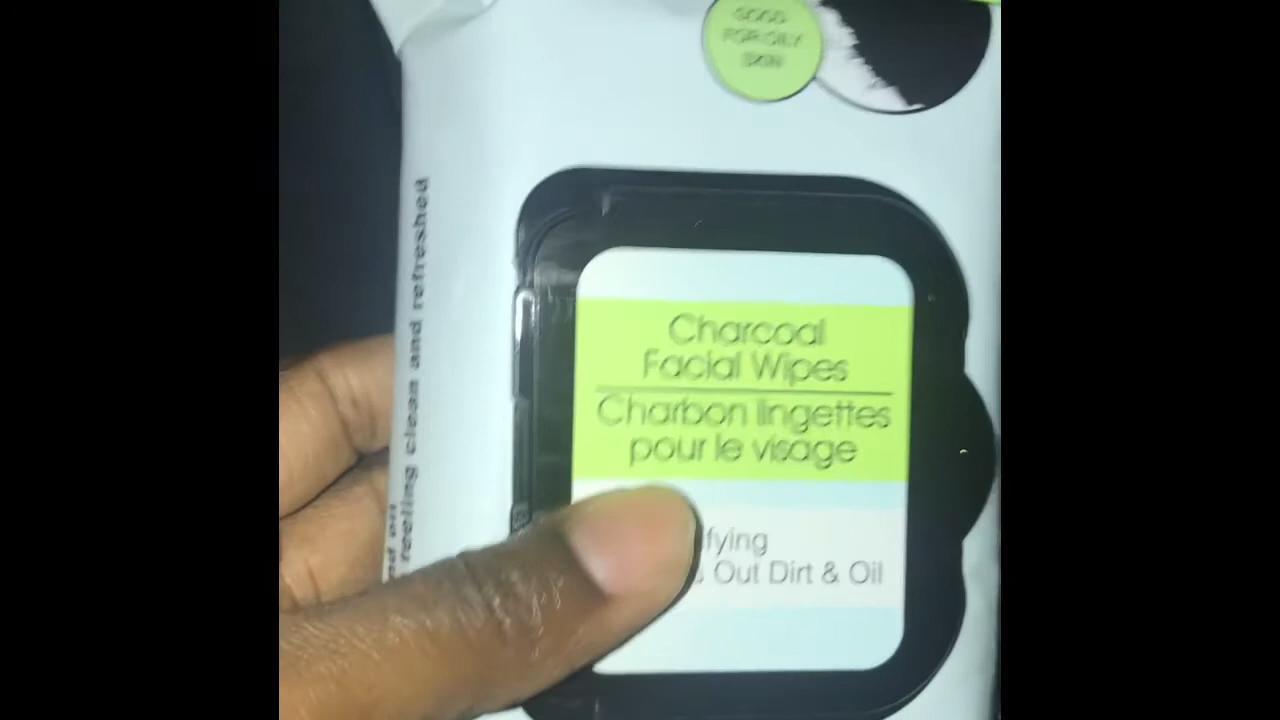 GOOD
FOR OILY
SKIN
Charcoal
Facial Wipes
Charbon lingettes
pour le visage
Out Dirt & Oil
feeling clean and refreshed